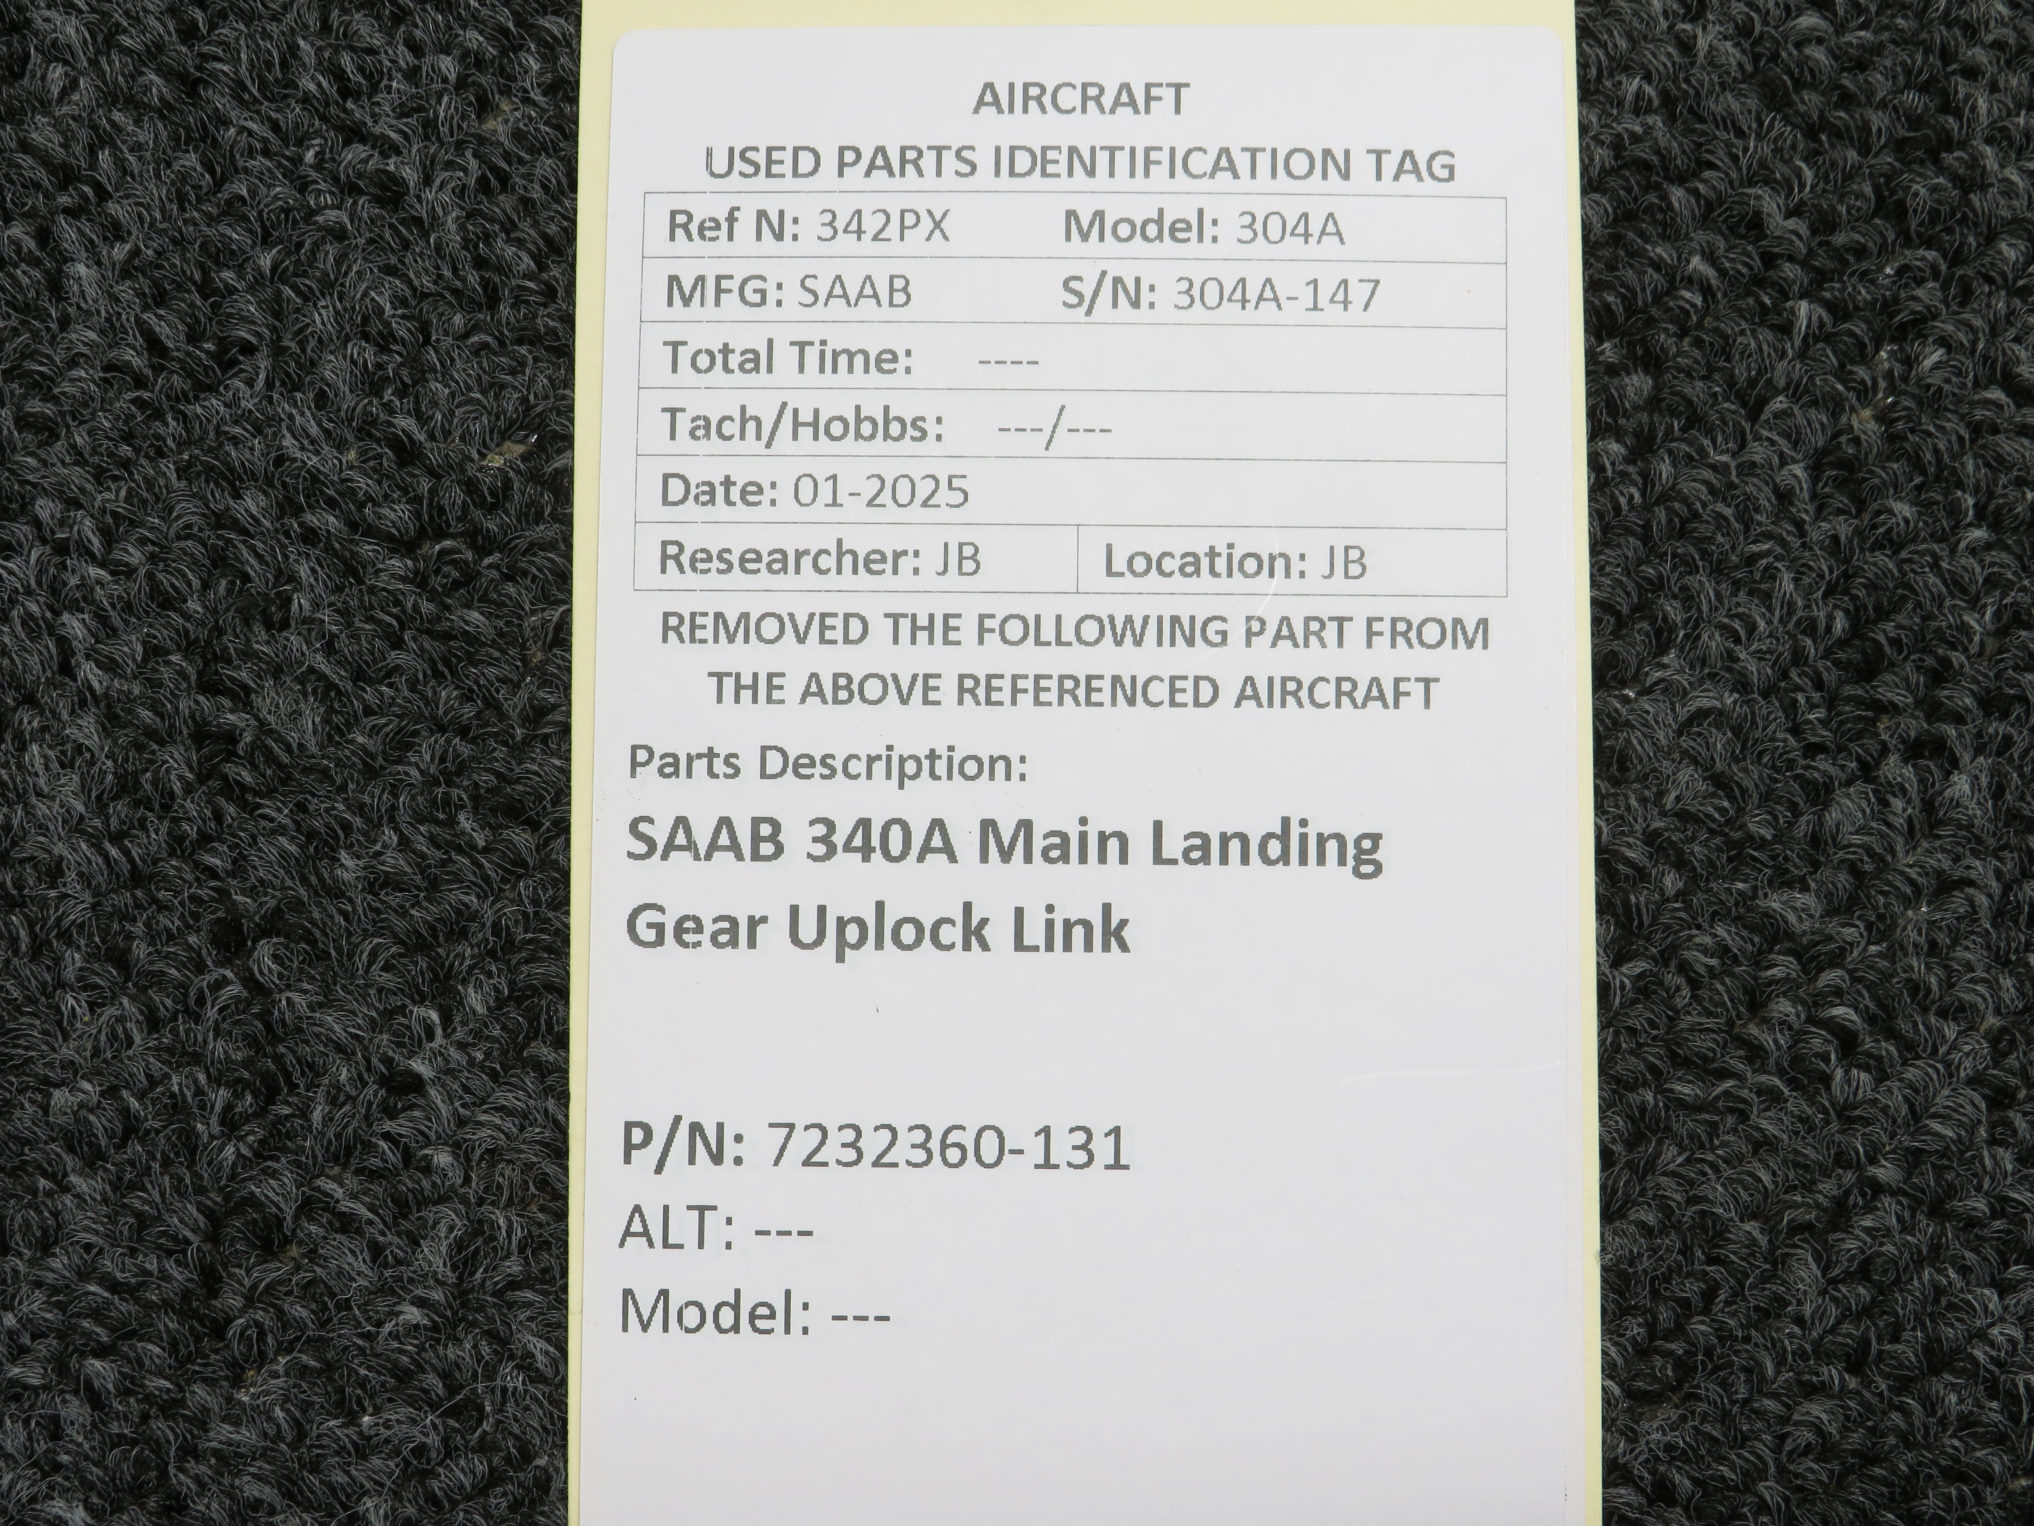 AIRCRAFT
USED PARTS IDENTIFICATION TAG
Ref N: 342PX Model: 304A
MFG: SAAB S/N: 304A-147
Total Time: ----
Tach/Hobbs: ---/---
Date: 01-2025
Researcher: JB Location: JB
REMOVED THE FOLLOWING PART FROM
THE ABOVE REFERENCED AIRCRAFT
Parts Description:
SAAB 340A Main Landing
Gear Uplock Link
P/N: 7232360-131
ALT: ---
Model: ---